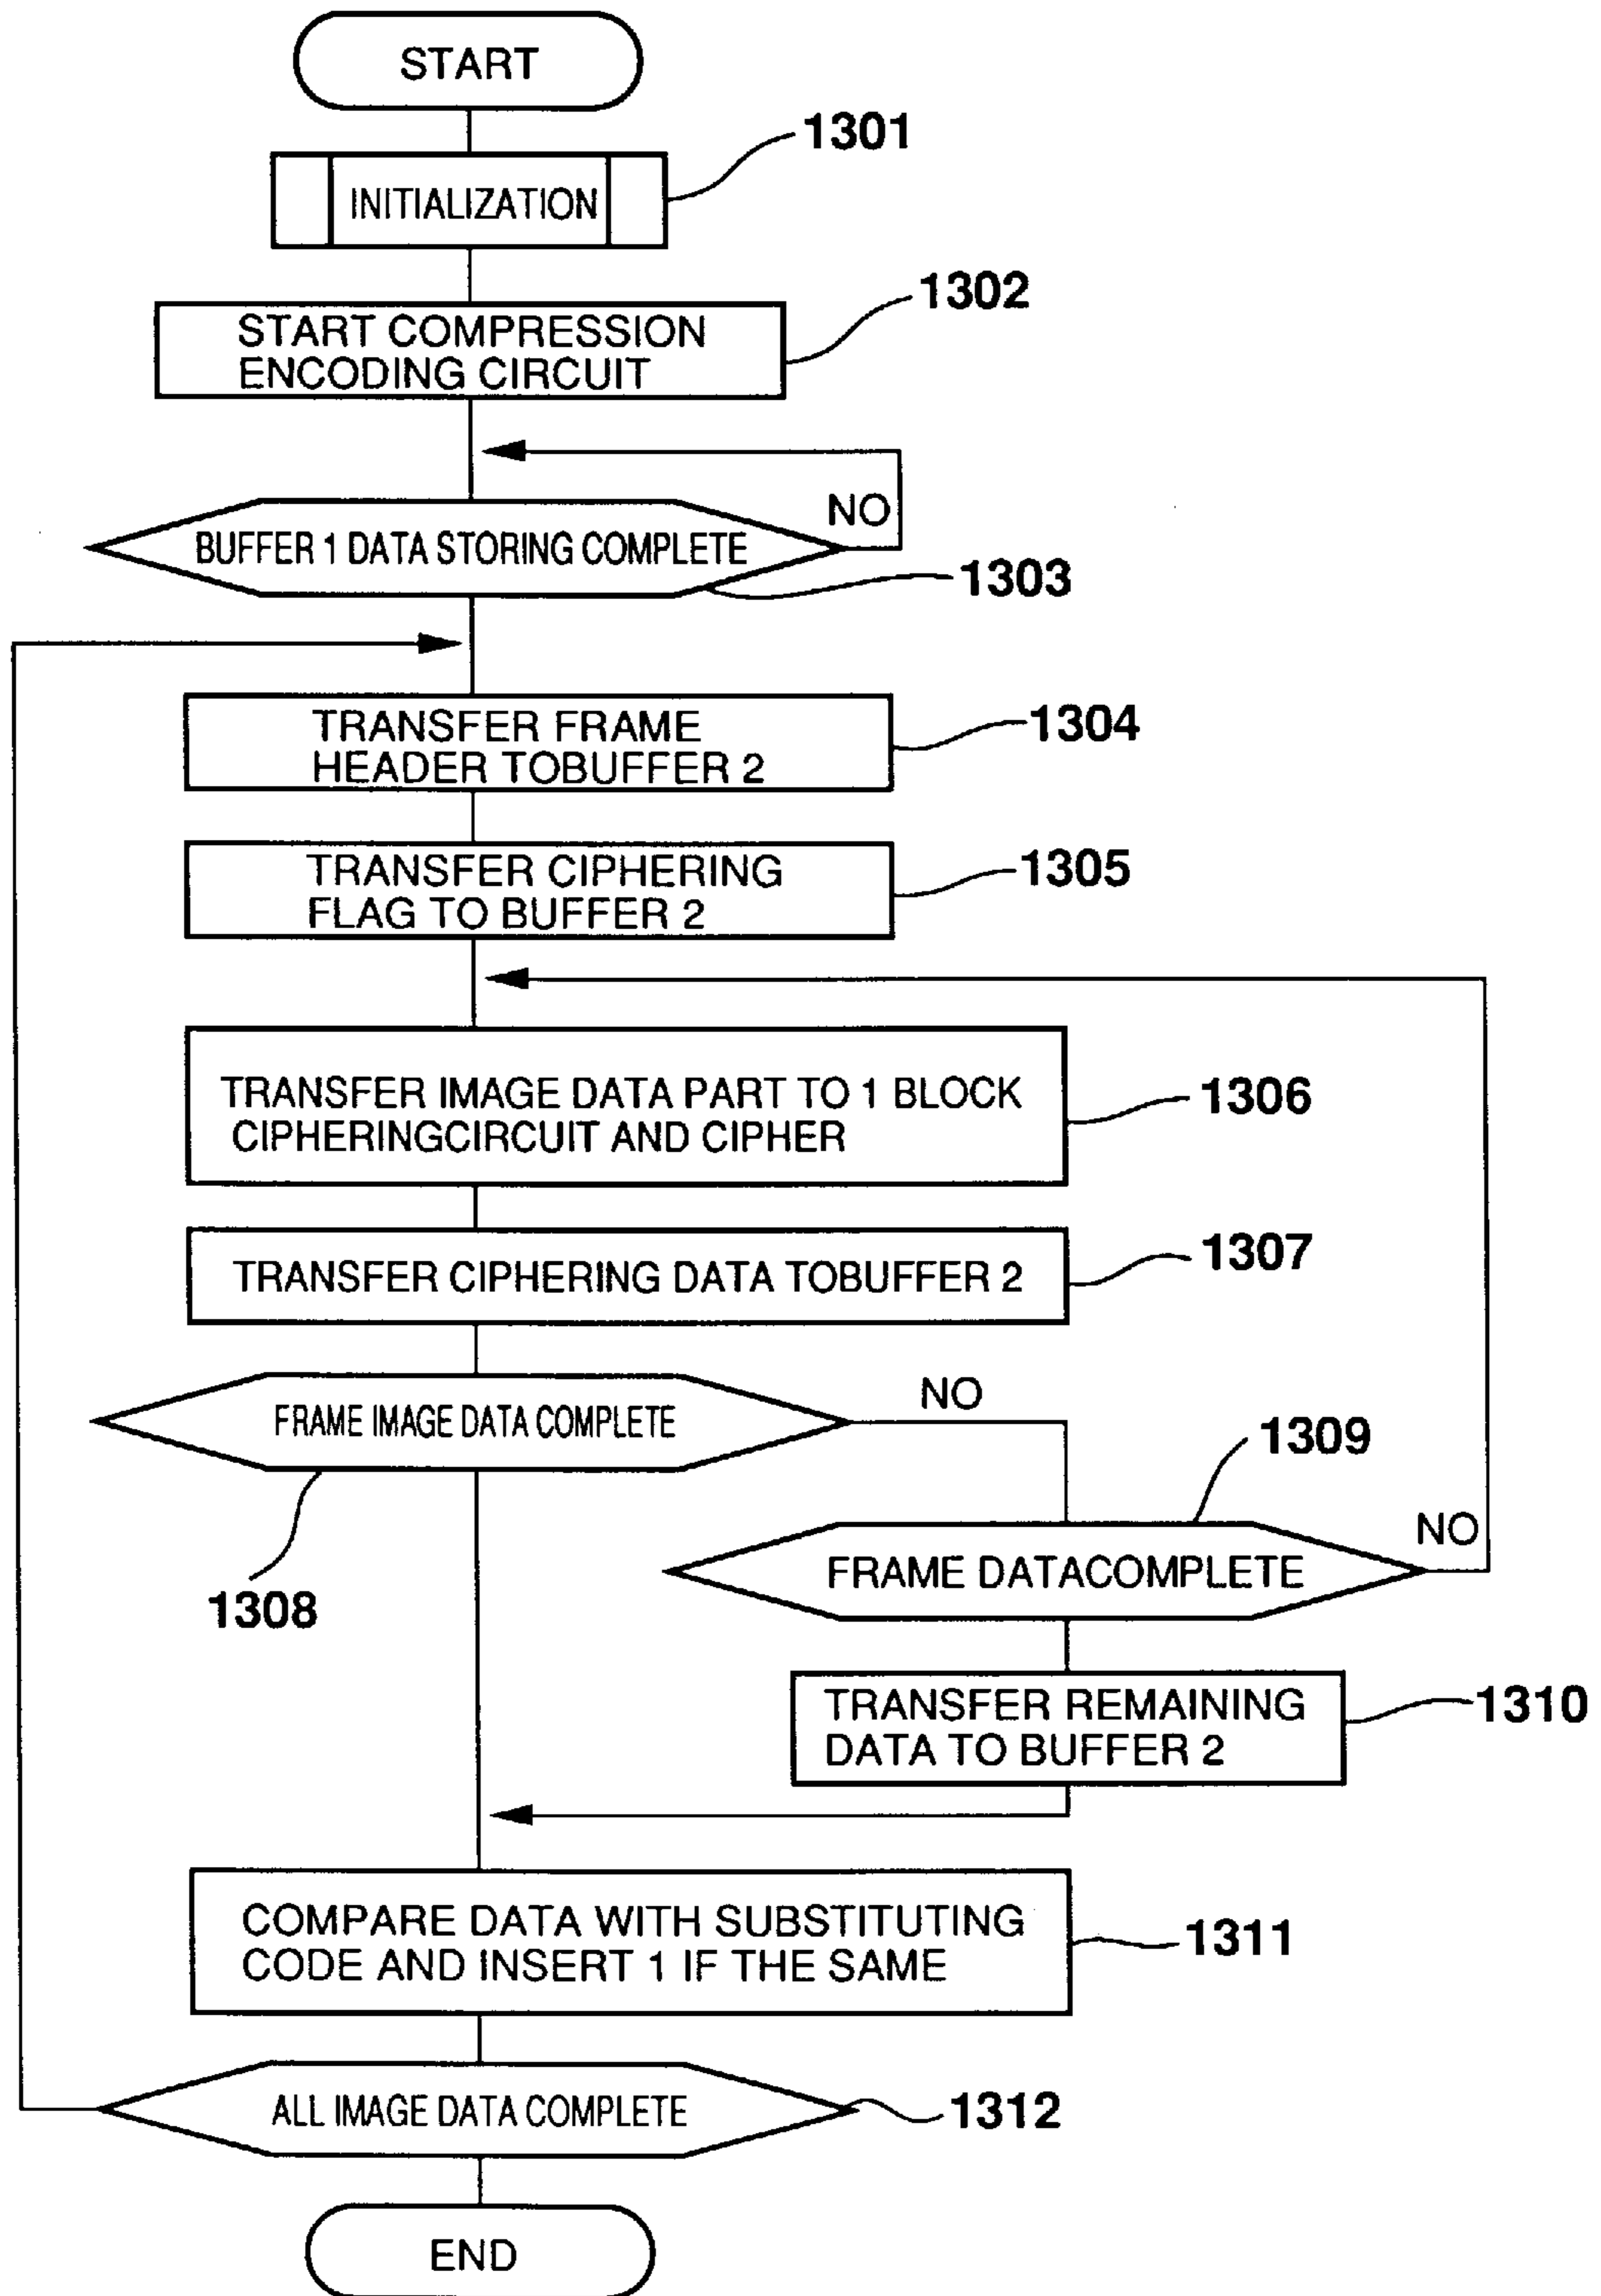 START
1301
INITIALIZATION
1302
START COMPRESSION
ENCODING CIRCUIT
NO
BUFFER 1 DATA STORING COMPLETE
1303
TRANSFER FRAME
HEADER TOBUFFER 2
1304
TRANSFER CIPHERING
FLAG TO BUFFER 2
1305
TRANSFER IMAGE DATA PART TO 1 BLOCK
CIPHERINGCIRCUIT AND CIPHER
1306
TRANSFER CIPHERING DATA TOBUFFER 2
1307
FRAME IMAGE DATA COMPLETE
NO
1308
1309
FRAME DATACOMPLETE
NO
TRANSFER REMAINING
DATA TO BUFFER 2
1310
COMPARE DATA WITH SUBSTITUTING
CODE AND INSERT 1 IF THE SAME
1311
ALL IMAGE DATA COMPLETE
1312
END